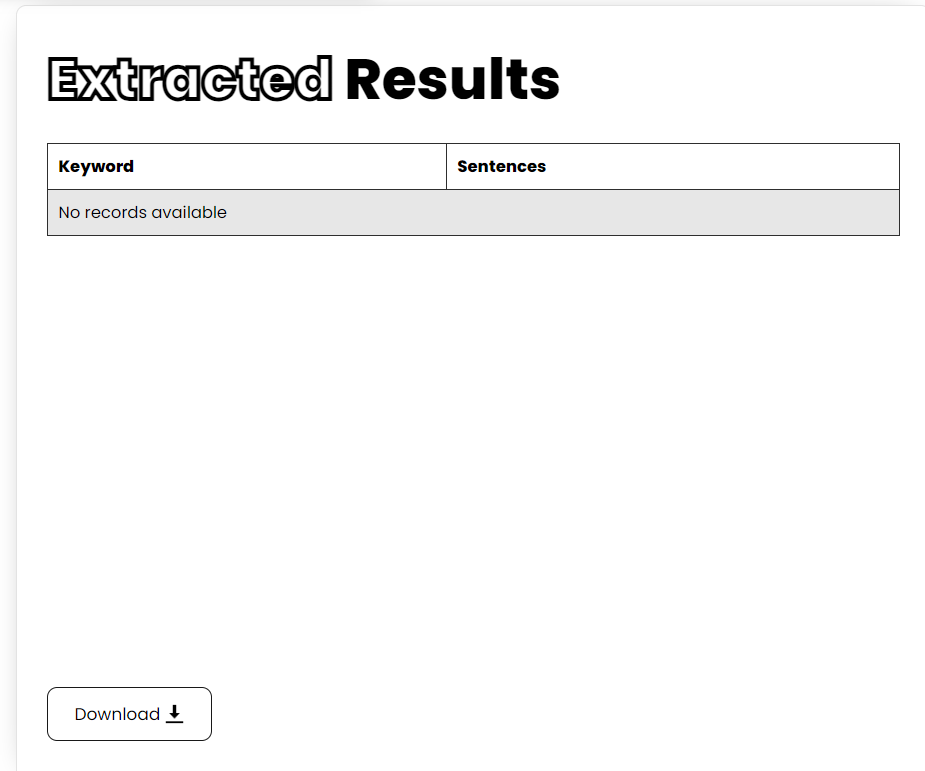 Extracted Results
Keyword Sentences
No records available
Download